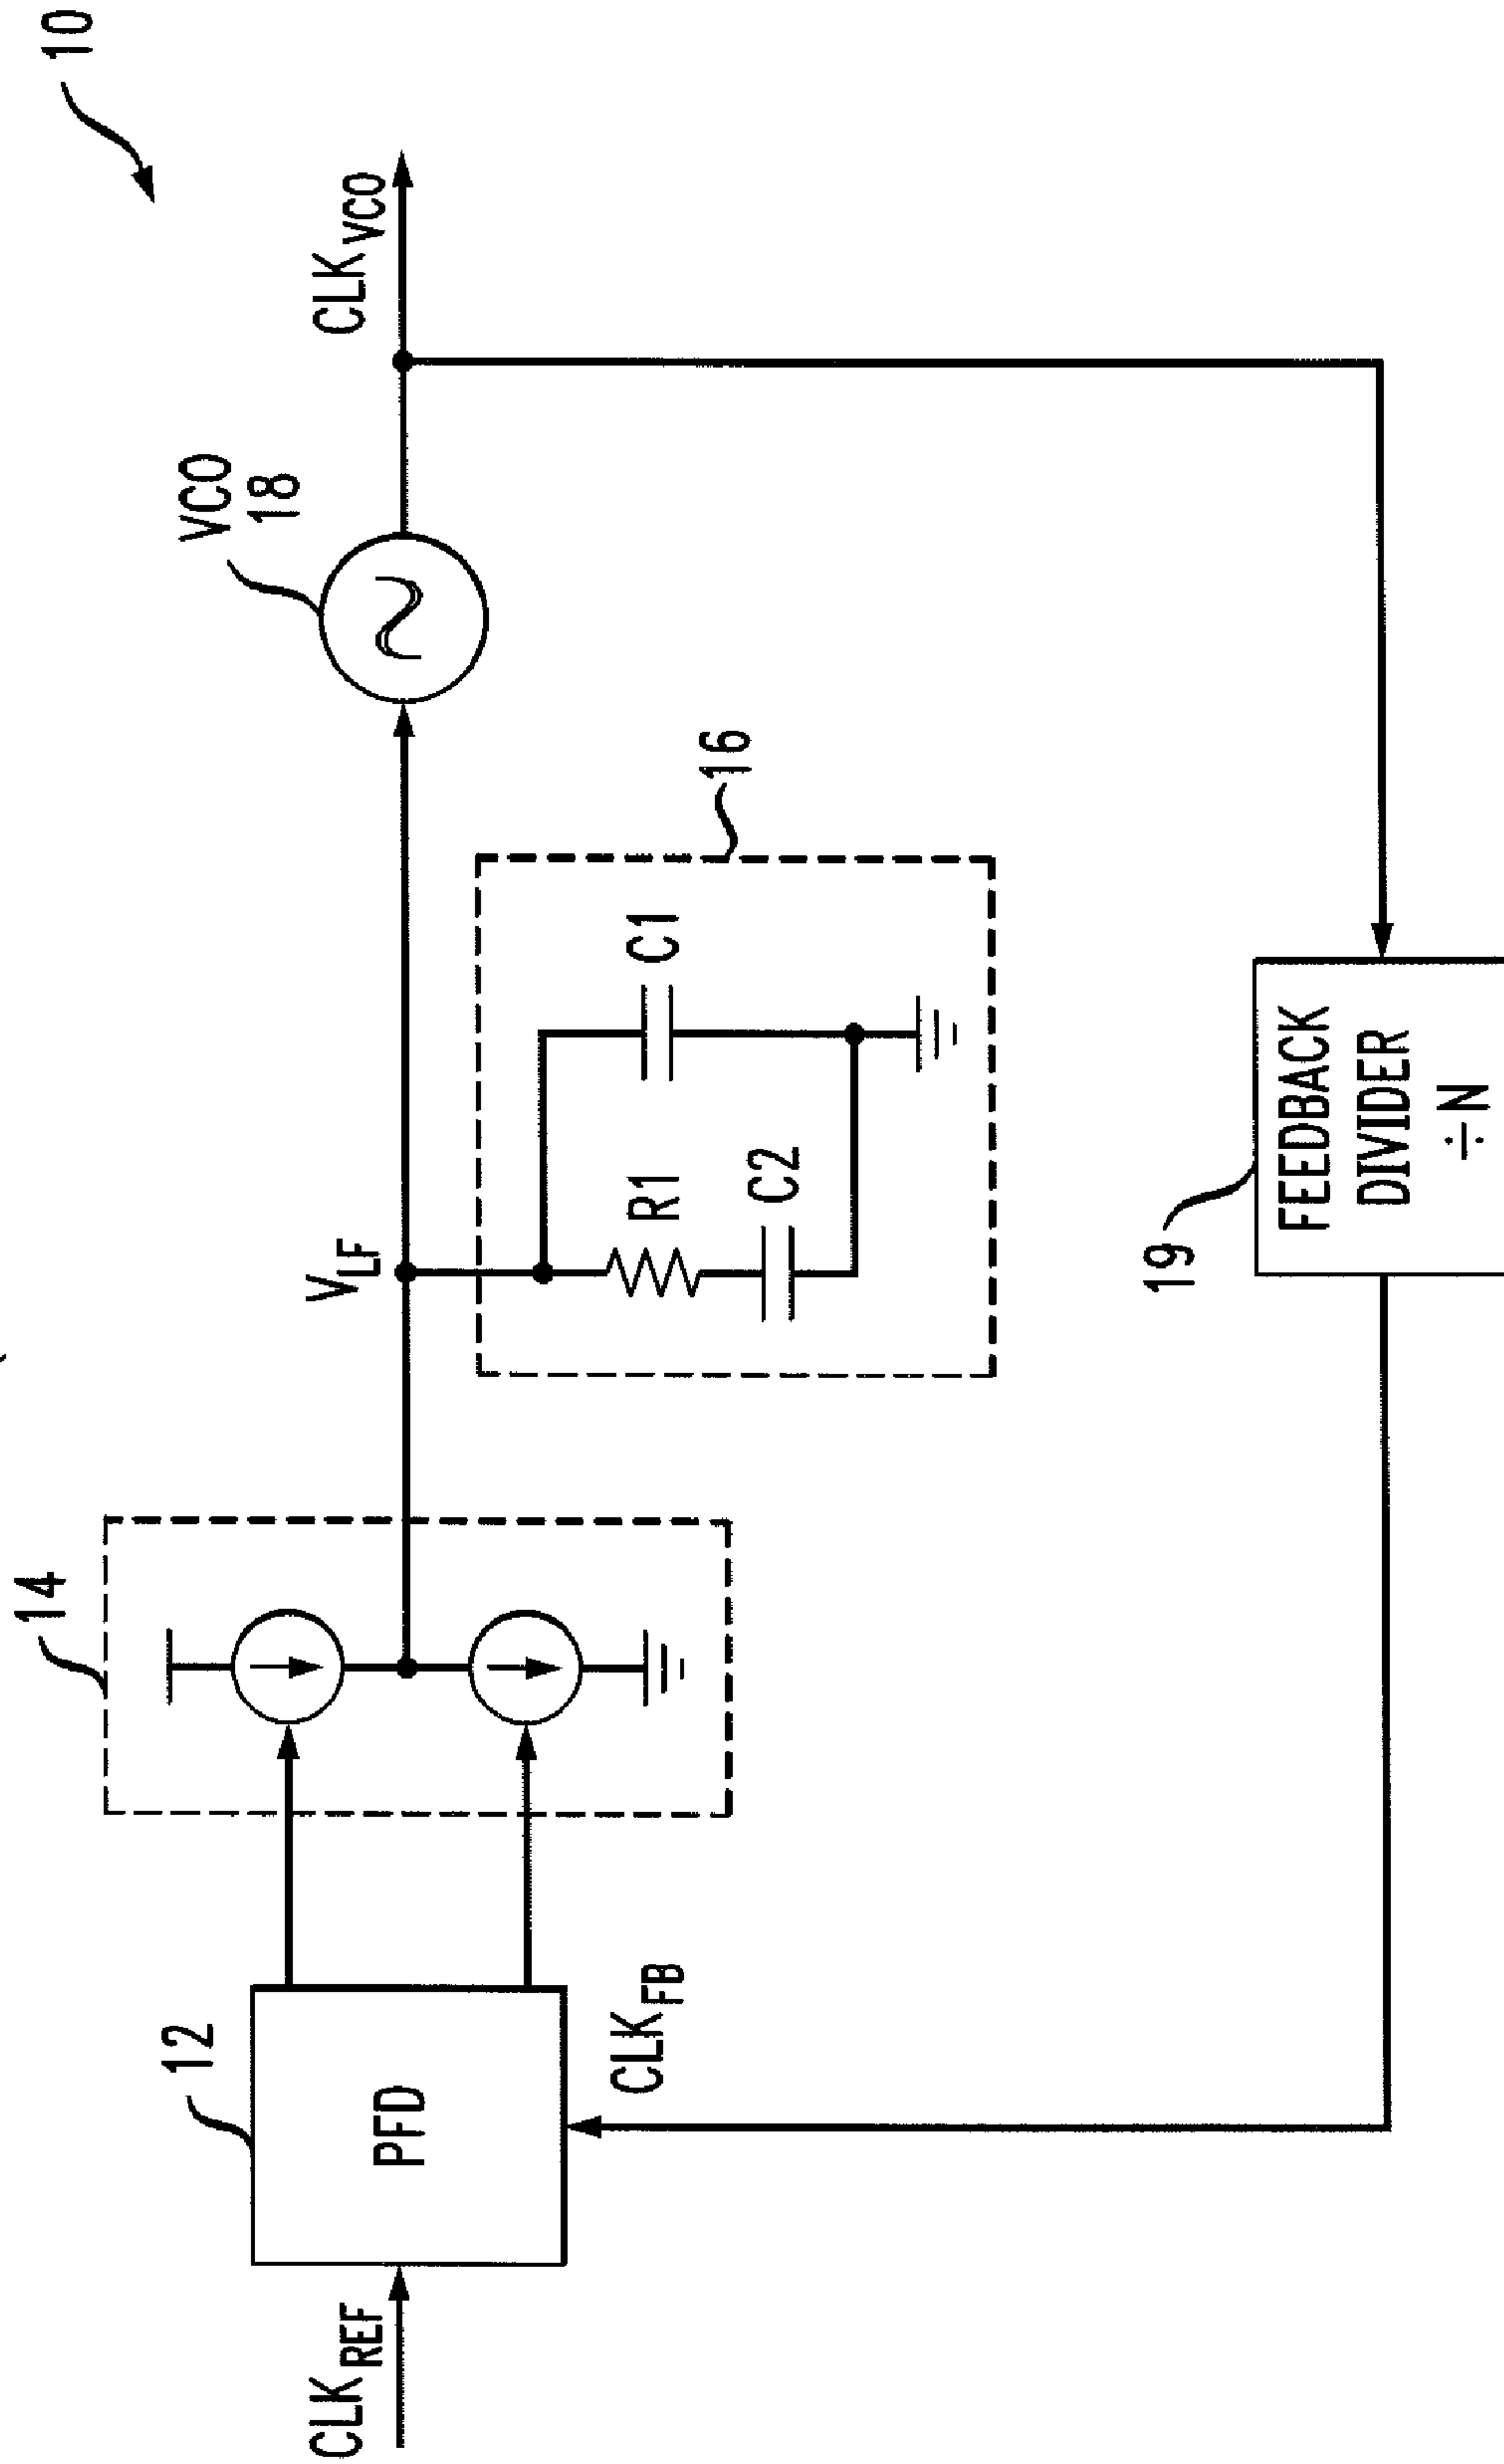 10
14
12
PFD
CLKREF
CLKFB
VLF
16
R1
C1
C2
VCO
18
CLKVCO
19
FEEDBACK
DIVIDER
÷N